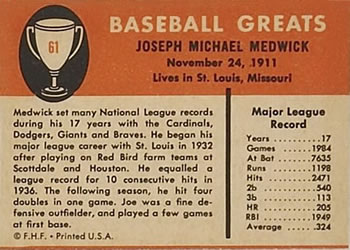 61
BASEBALL GREATS
JOSEPH MICHAEL MEDWICK
November 24, 1911
Lives in St. Louis, Missouri
Medwick set many National League records
during his 17 years with the Cardinals,
Dodgers, Giants and Braves. He began his
major league career with St. Louis in 1932
after playing on Red Bird farm teams at
Scottdale and Houston. He equalled a
league record for 10 consecutive hits in
1936. The following season, he hit four
doubles in one game. Joe was a fine de-
fensive outfielder, and played a few games
at first base.
© F.H.F. • Printed U.S.A.
Major League
Record
Years - - - - - 17
Games - - - 1984
At Bat - - - 7635
Runs - - - - 1198
Hits - - - - 2471
2b - - - - - 540
3b - - - - - 113
HR - - - - - 205
RBI - - - - 1949
Average - - - .324